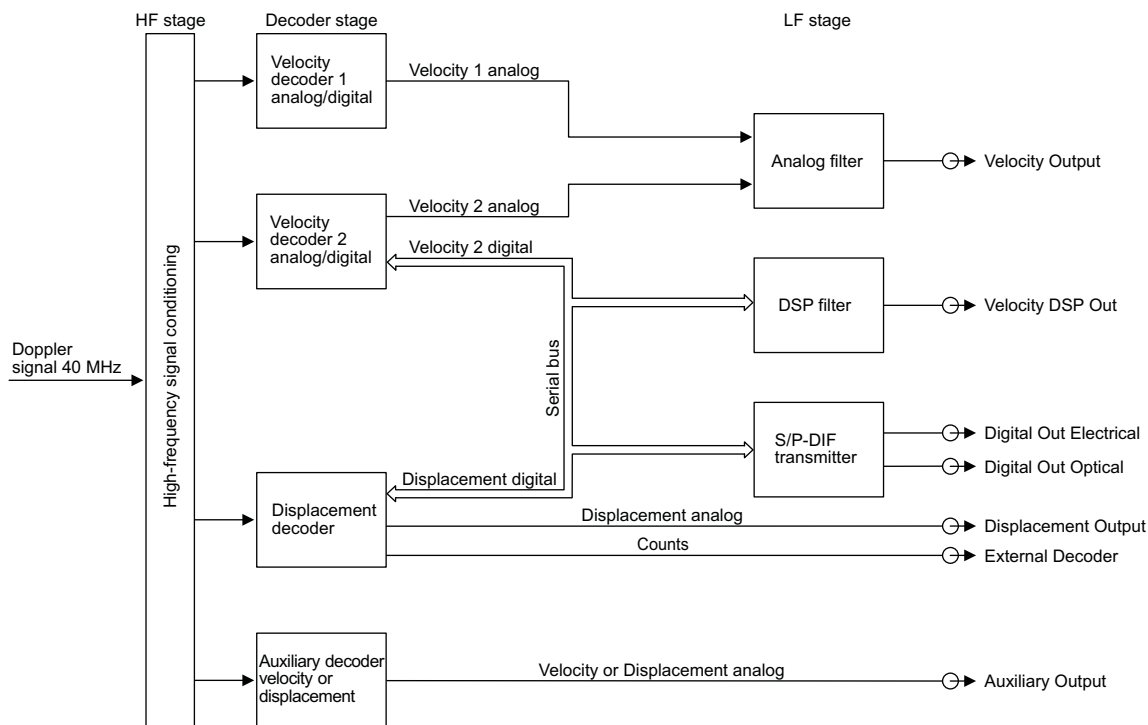 HF stage
Decoder stage
LF stage
Velocity
decoder 1
analog/digital
Velocity 1 analog
Analog filter
Velocity Output
Velocity
decoder 2
analog/digital
Velocity 2 analog
Velocity 2 digital
DSP filter
Velocity DSP Out
Doppler
signal 40 MHz
High-frequency signal conditioning
Serial bus
S/P-DIF
transmitter
Digital Out Electrical
Digital Out Optical
Displacement digital
Displacement
decoder
Displacement analog
Displacement Output
Counts
External Decoder
Auxiliary decoder
velocity or
displacement
Velocity or Displacement analog
Auxiliary Output